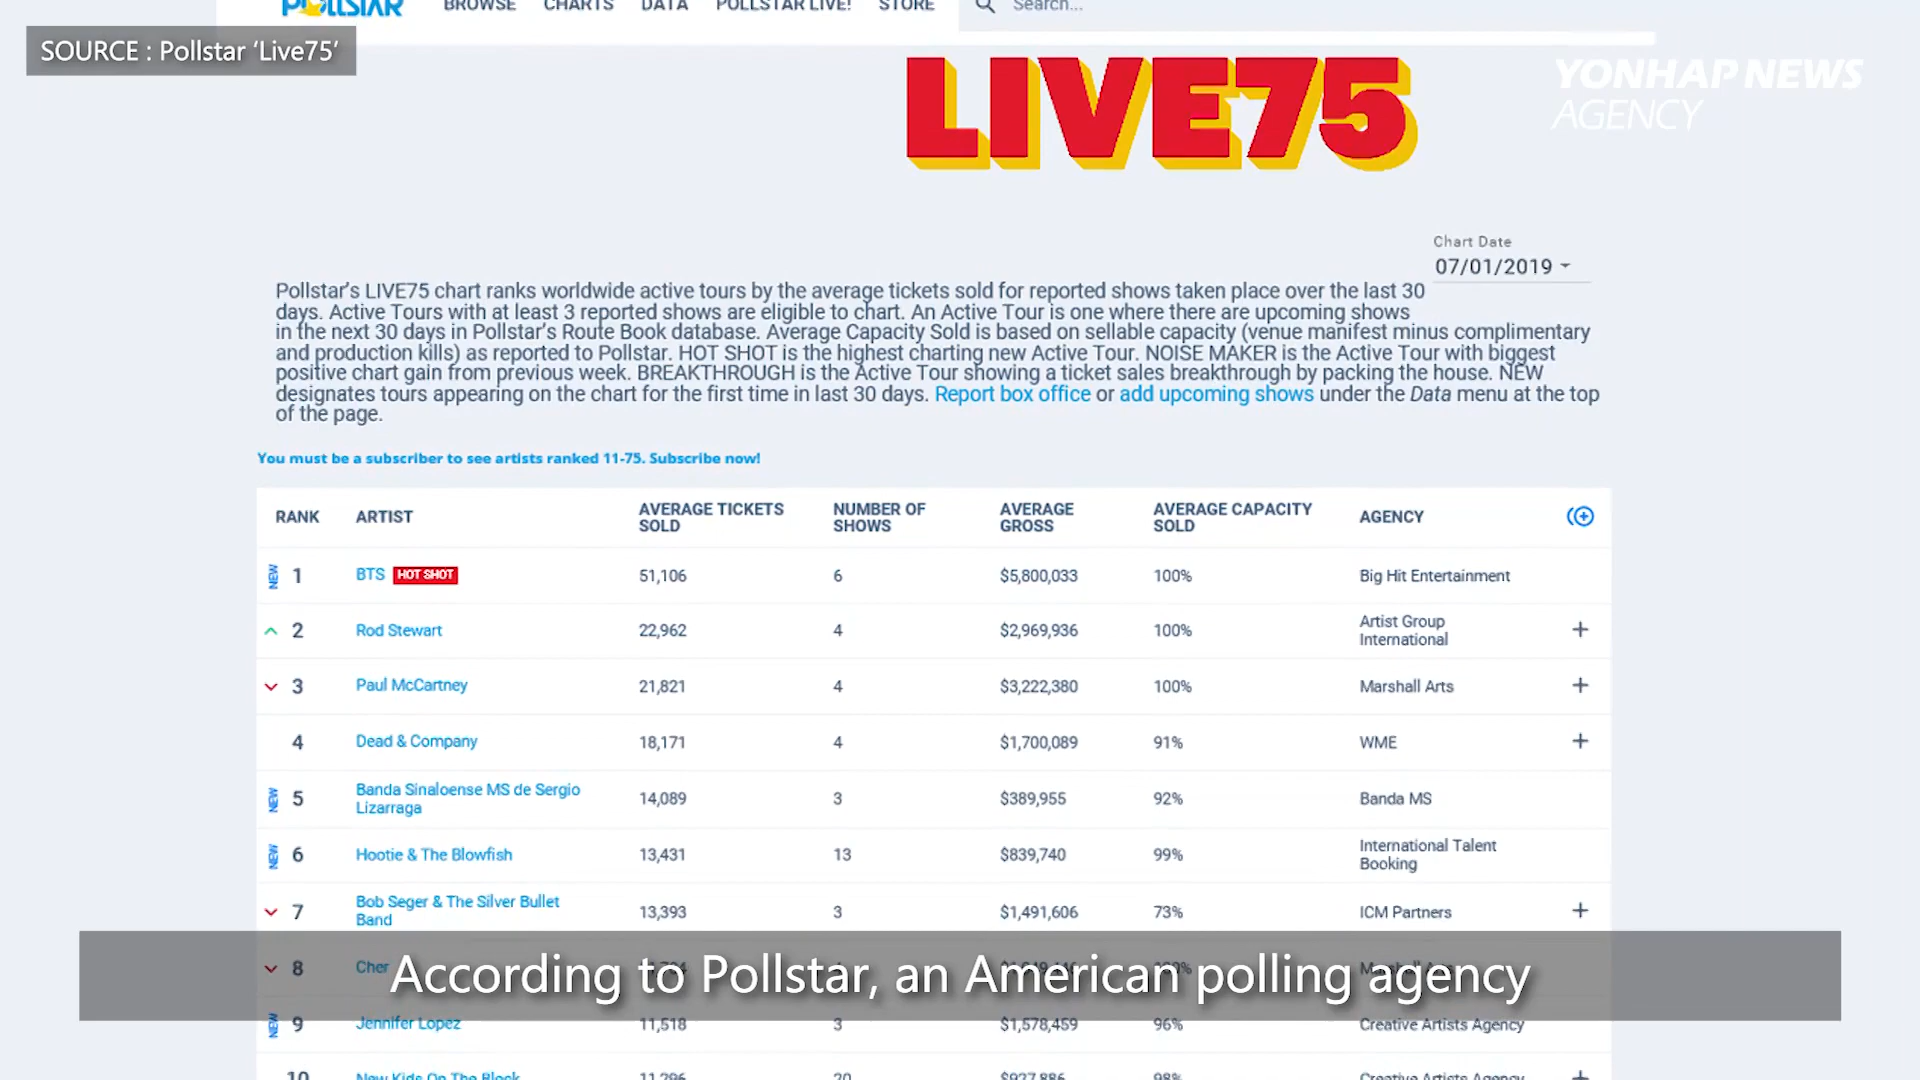 POLLSTAR BROWSE CHARTS DATA POLLSTAR LIVE! STORE Search...
SOURCE : Pollstar ‘Live75’
YONHAP NEWS
AGENCY
LIVE75
Chart Date
07/01/2019
Pollstar's LIVE75 chart ranks worldwide active tours by the average tickets sold for reported shows taken place over the last 30
days. Active Tours with at least 3 reported shows are eligible to chart. An Active Tour is one where there are upcoming shows
in the next 30 days in Pollstar's Route Book database. Average Capacity Sold is based on sellable capacity (venue manifest minus complimentary
and production kills) as reported to Pollstar. HOT SHOT is the highest charting new Active Tour. NOISE MAKER is the Active Tour with biggest
positive chart gain from previous week. BREAKTHROUGH is the Active Tour showing a ticket sales breakthrough by packing the house. NEW
designates tours appearing on the chart for the first time in last 30 days. Report box office or add upcoming shows under the Data menu at the top
of the page.
You must be a subscriber to see artists ranked 11-75. Subscribe now!
RANK ARTIST AVERAGE TICKETS SOLD NUMBER OF SHOWS AVERAGE GROSS AVERAGE CAPACITY SOLD AGENCY
NEW 1 BTS HOT SHOT 51,106 6 $5,800,033 100% Big Hit Entertainment
2 Rod Stewart 22,962 4 $2,969,936 100% Artist Group International
3 Paul McCartney 21,821 4 $3,222,380 100% Marshall Arts
4 Dead & Company 18,171 4 $1,700,089 91% WME
NEW 5 Banda Sinaloense MS de Sergio Lizarraga 14,089 3 $389,955 92% Banda MS
NEW 6 Hootie & The Blowfish 13,431 13 $839,740 99% International Talent Booking
7 Bob Seger & The Silver Bullet Band 13,393 3 $1,491,606 73% ICM Partners
8 Cher
According to Pollstar, an American polling agency
NEW 9 Jennifer Lopez 11,518 3 $1,578,459 96% Creative Artists Agency
10 New Kids On The Block 11,296 20 $927,886 98% Creative Artists Agency